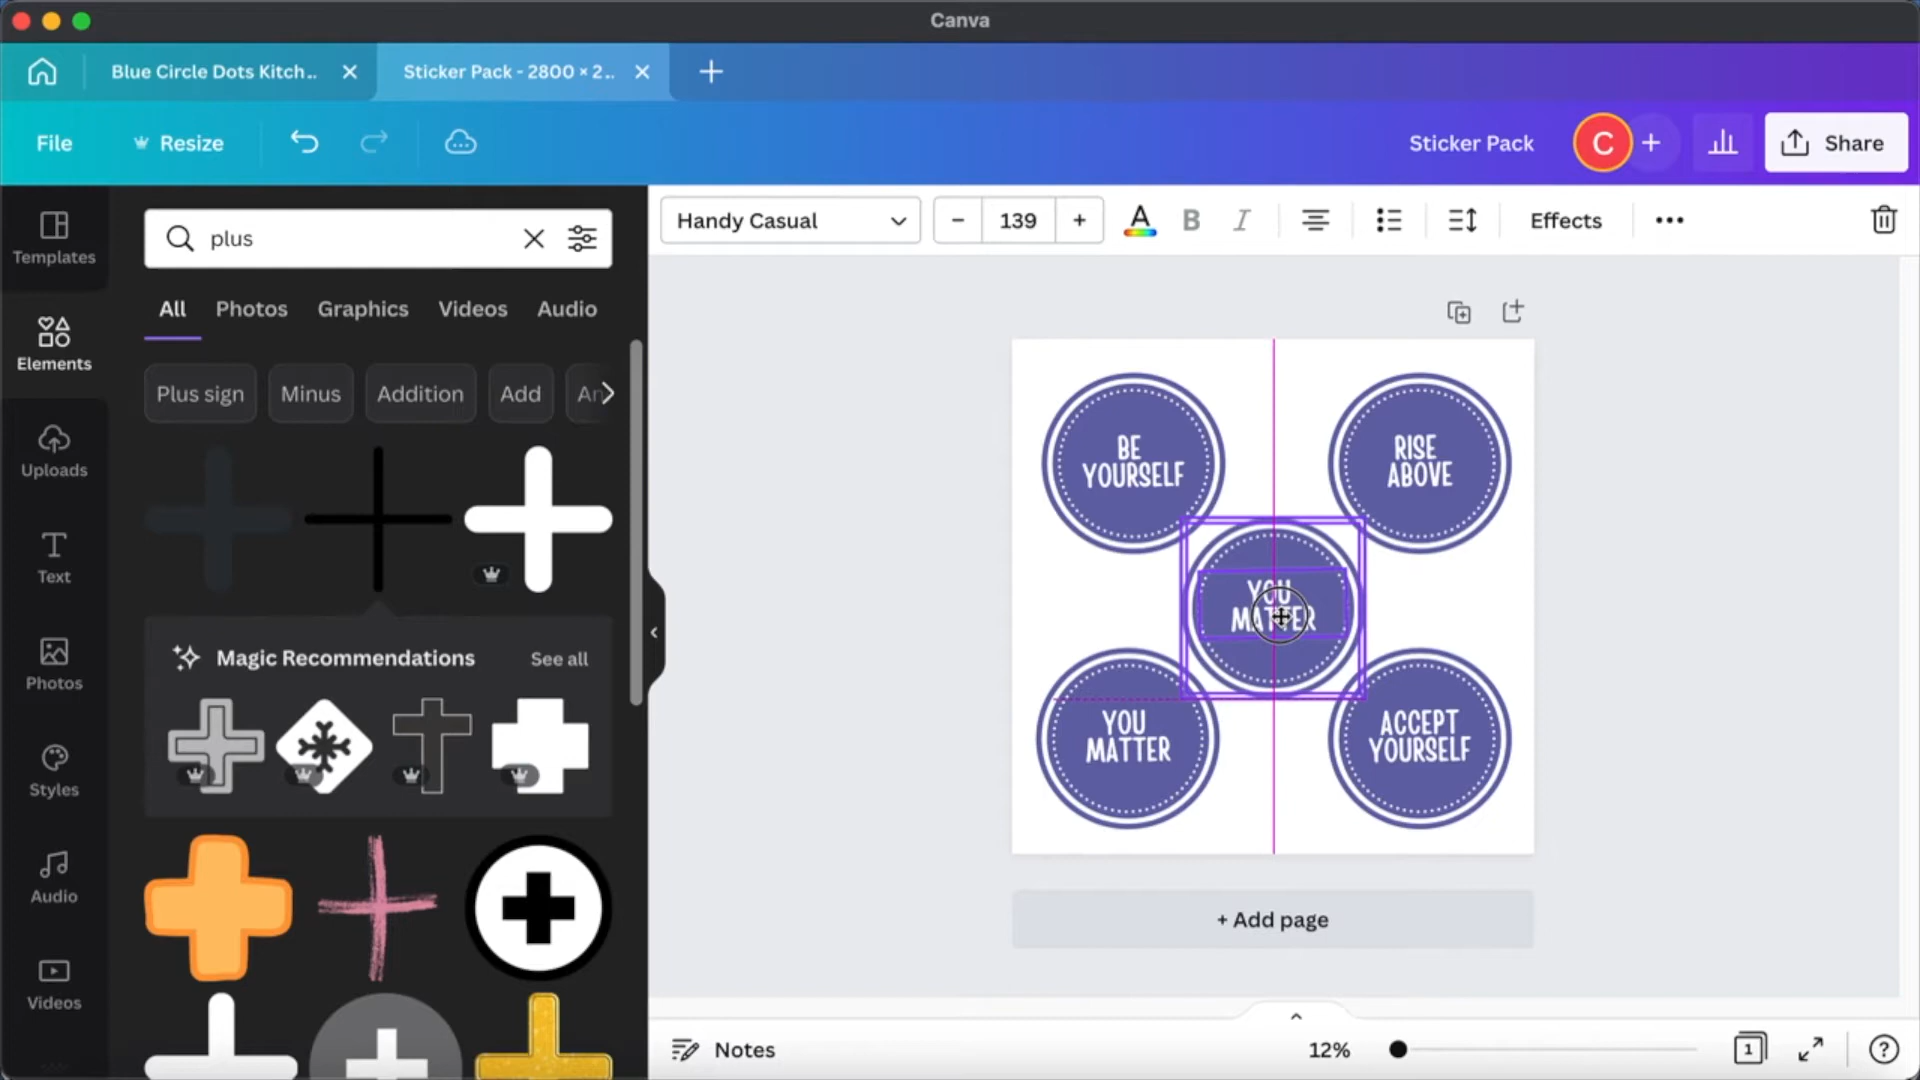 Canva
Blue Circle Dots Kitch...
Sticker Pack - 2800 × 2...
File
Resize
Sticker Pack
C
Share
Templates
Elements
Uploads
Text
Photos
Styles
Audio
Videos
plus
All
Photos
Graphics
Videos
Audio
Plus sign
Minus
Addition
Add
Magic Recommendations
See all
Handy Casual
139
A
B
I
Effects
BE
YOURSELF
RISE
ABOVE
YOU
MATTER
YOU
MATTER
ACCEPT
YOURSELF
+ Add page
Notes
12%
1
?